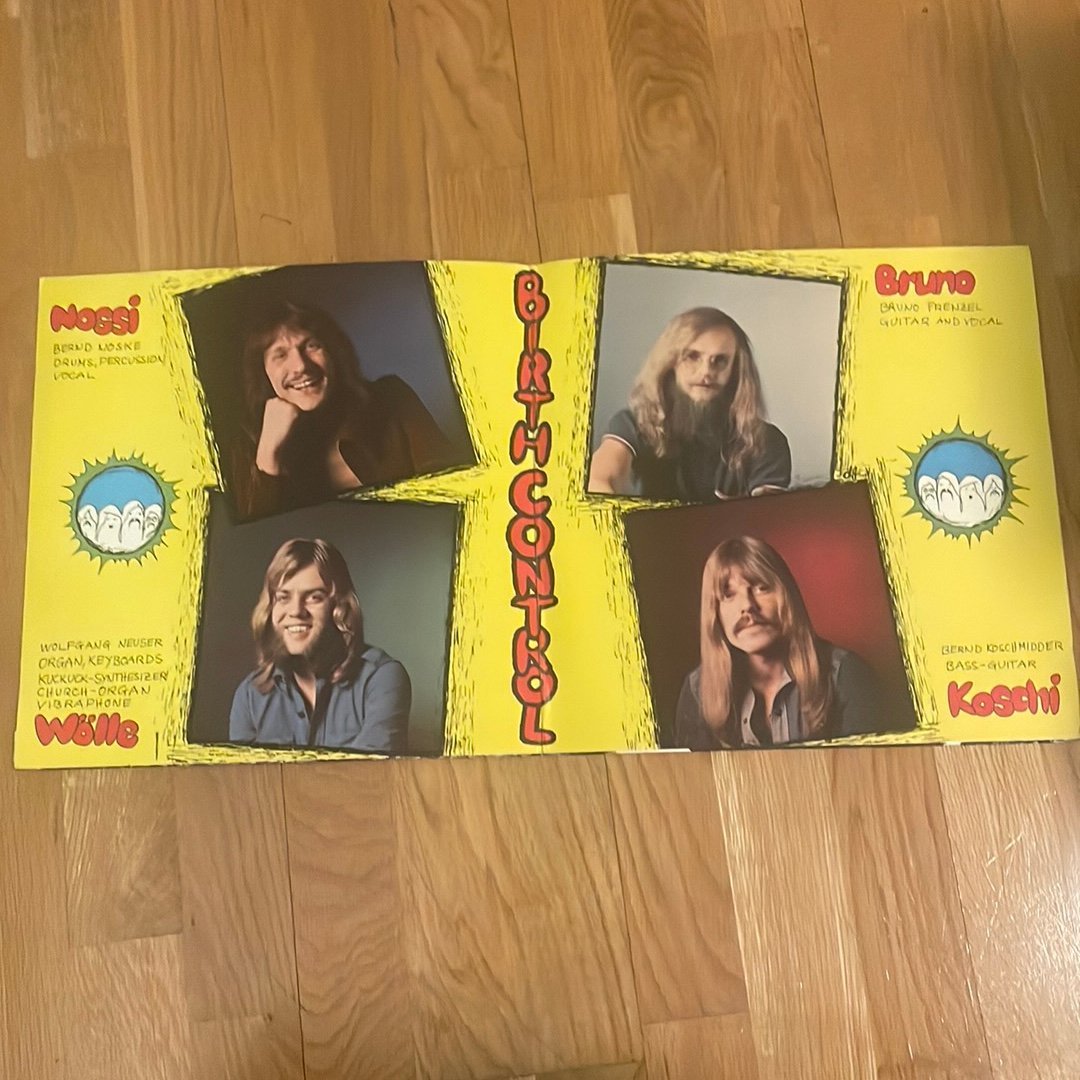 Nossi
BERND NOSKE
DRUMS, PERCUSSION
VOCAL
WOLFGANG NEUSER
ORGAN, KEYBOARDS
KUCKUCK-SYNTHESIZER
CHURCH-ORGAN
VIBRAPHONE
Wölle
BIRTH CONTROL
Bruno
BRUNO FRENZEL
GUITAR AND VOCAL
BERND KOSCHMIDDER
BASS-GUITAR
Koschi